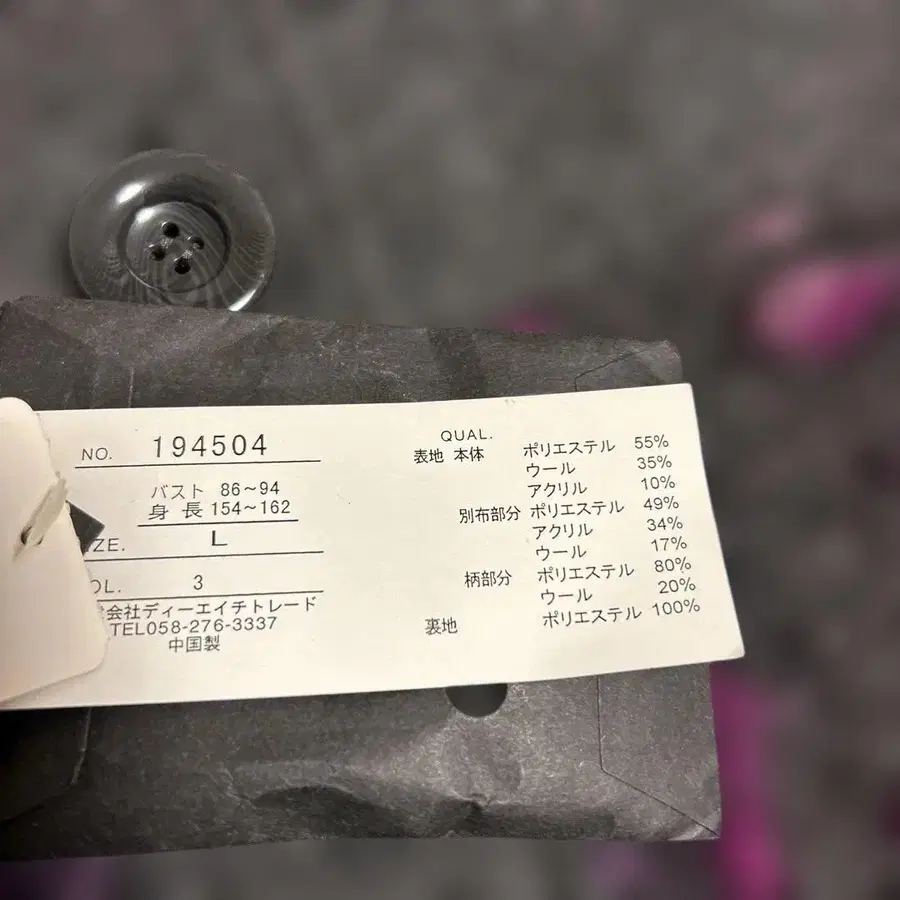 NO. 194504
バスト 86~94
身長 154~162
ZE. L
OL. 3
会社ディーエイチトレード
TEL058-276-3337
中国製
QUAL.
表地 本体 ポリエステル 55%
ウール 35%
アクリル 10%
別布部分 ポリエステル 49%
アクリル 34%
ウール 17%
柄部分 ポリエステル 80%
ウール 20%
裏地 ポリエステル 100%